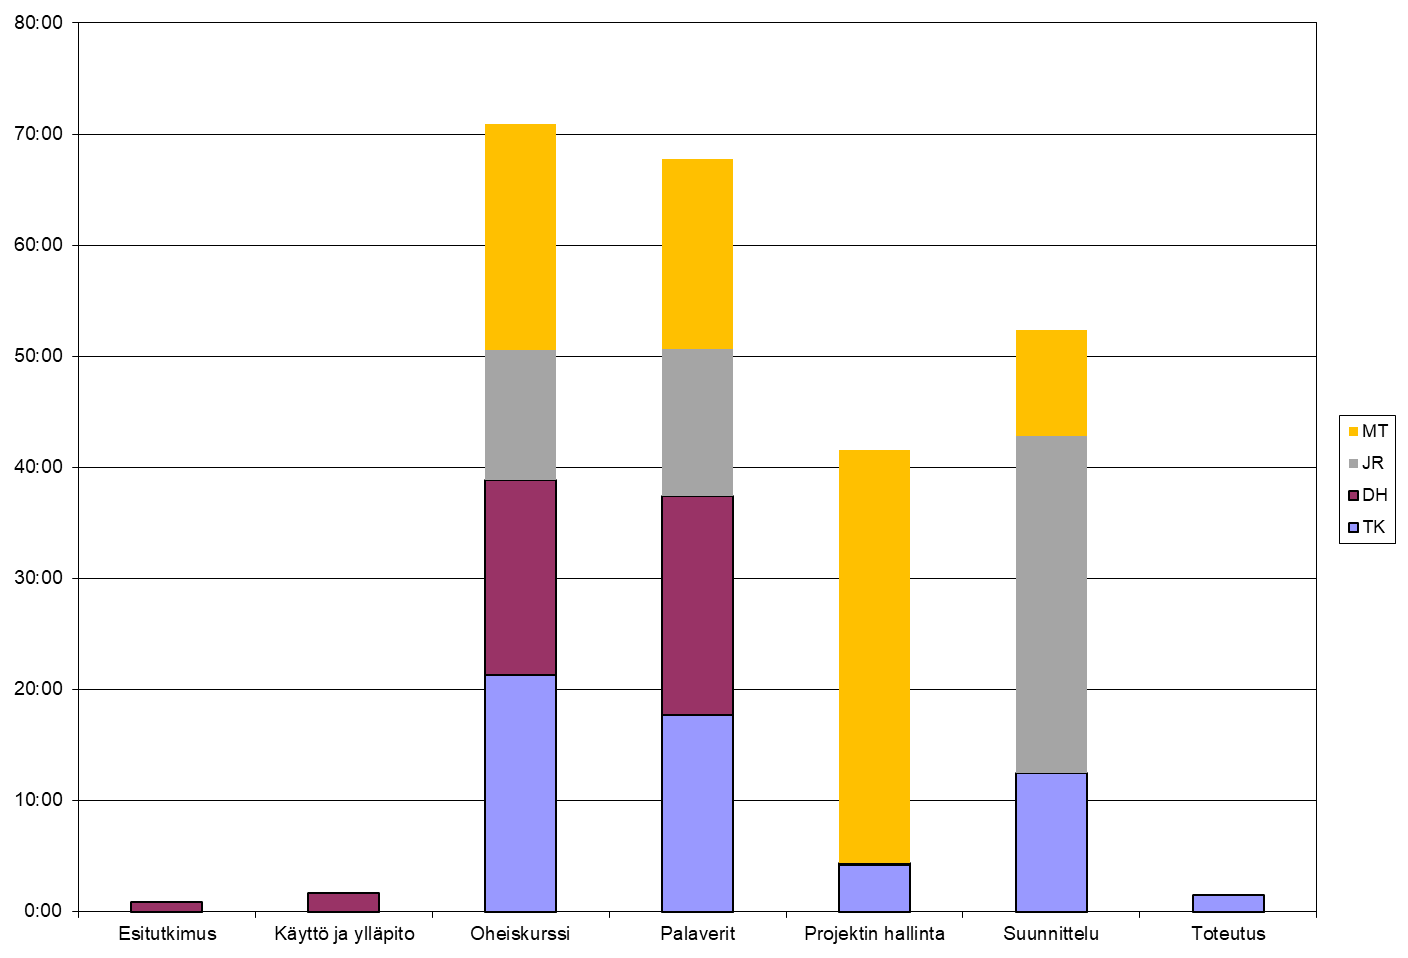 80:00
70:00
60:00
50:00
40:00
30:00
20:00
10:00
0:00
Esitutkimus Käyttö ja ylläpito Oheiskurssi Palaverit Projektin hallinta Suunnittelu Toteutus
MT
JR
DH
TK